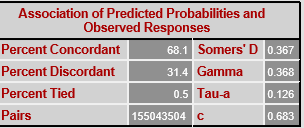 Association of Predicted Probabilities and
Observed Responses
Percent Concordant 68.1 Somers' D 0.367
Percent Discordant 31.4 Gamma 0.368
Percent Tied 0.5 Tau-a 0.126
Pairs 155043504 c 0.683